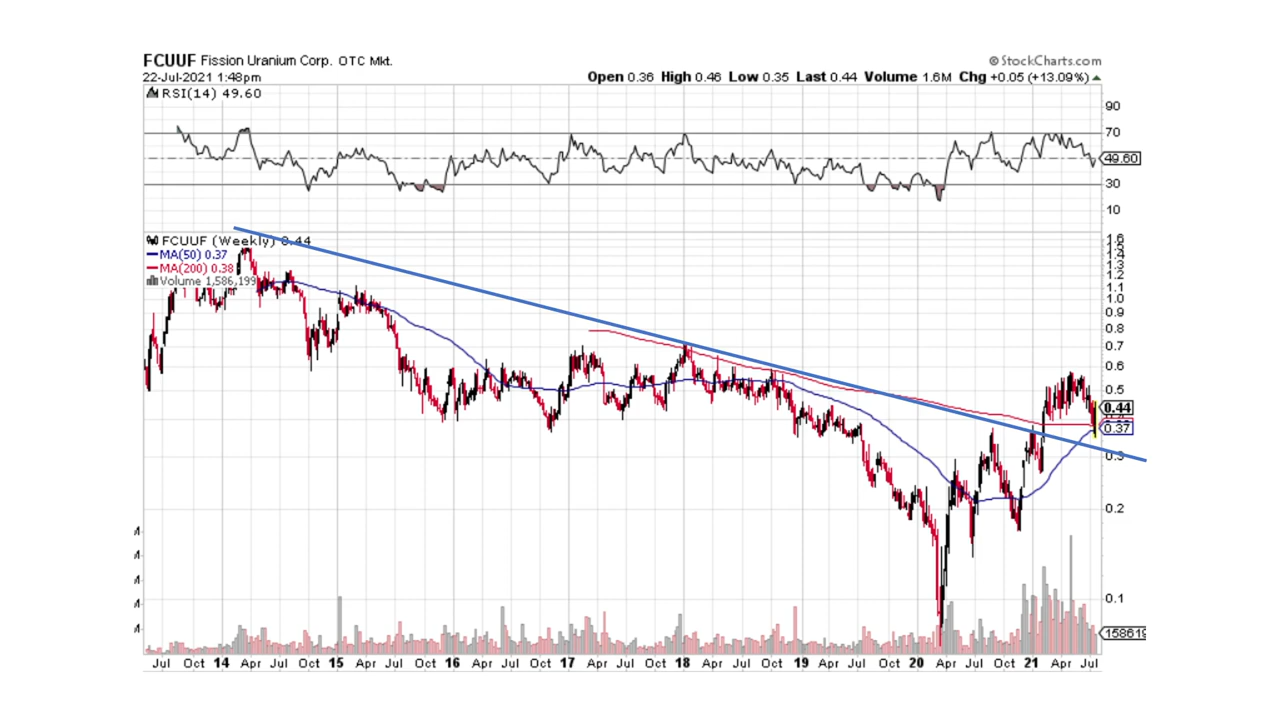 FCUUF Fission Uranium Corp. OTC Mkt.
© StockCharts.com
22-Jul-2021 1:48pm
Open 0.36 High 0.46 Low 0.35 Last 0.44 Volume 1.6M Chg +0.05 (+13.09%)
RSI(14) 49.60
90
70
49.60
30
10
FCUUF (Weekly) 0.44
MA(50) 0.37
MA(200) 0.38
Volume 1,586,199
1.6
1.4
1.3
1.2
1.1
1.0
0.9
0.8
0.7
0.6
0.5
0.44
0.37
0.3
0.2
0.1
158619
Jul Oct 14 Apr Jul Oct 15 Apr Jul Oct 16 Apr Jul Oct 17 Apr Jul Oct 18 Apr Jul Oct 19 Apr Jul Oct 20 Apr Jul Oct 21 Apr Jul